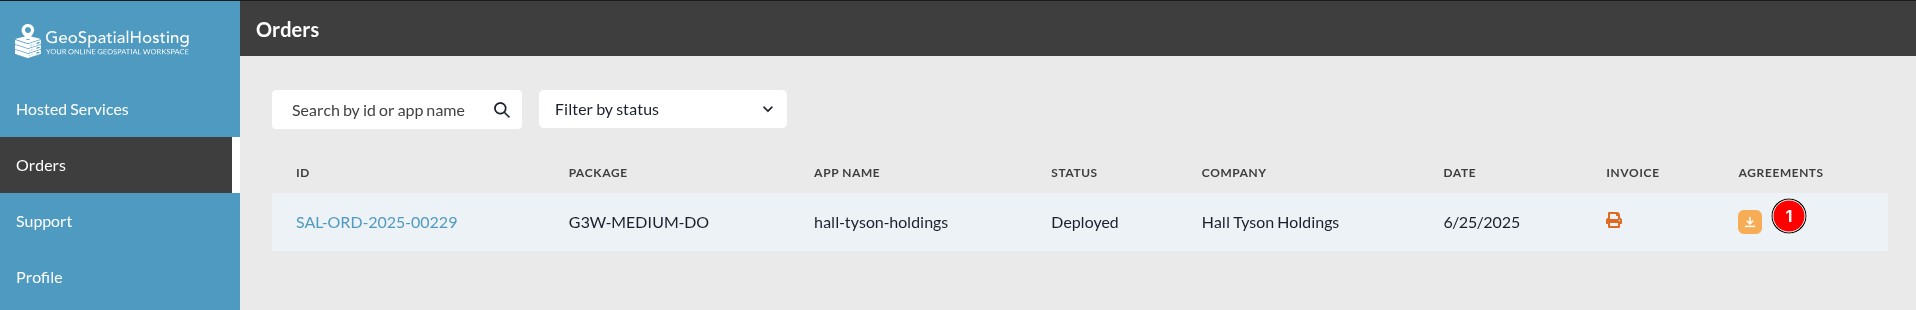 GeoSpatialHosting
YOUR ONLINE GEOSPATIAL WORKSPACE
Orders
Hosted Services
Orders
Support
Profile
Search by id or app name
Filter by status
ID PACKAGE APP NAME STATUS COMPANY DATE INVOICE AGREEMENTS
SAL-ORD-2025-00229 G3W-MEDIUM-DO hall-tyson-holdings Deployed Hall Tyson Holdings 6/25/2025 1